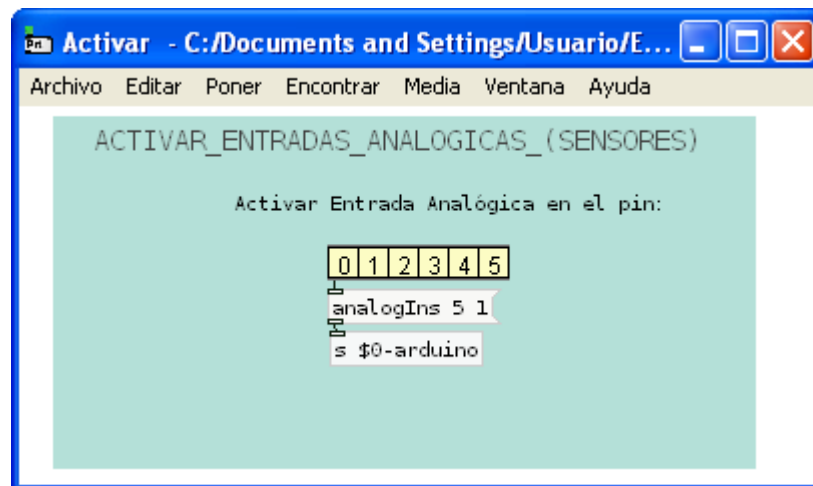 Activar - C:/Documents and Settings/Usuario/E...
Archivo Editar Poner Encontrar Media Ventana Ayuda
ACTIVAR_ENTRADAS_ANALOGICAS_(SENSORES)
Activar Entrada Analógica en el pin:
0 1 2 3 4 5
analogIns 5 1
s $0-arduino